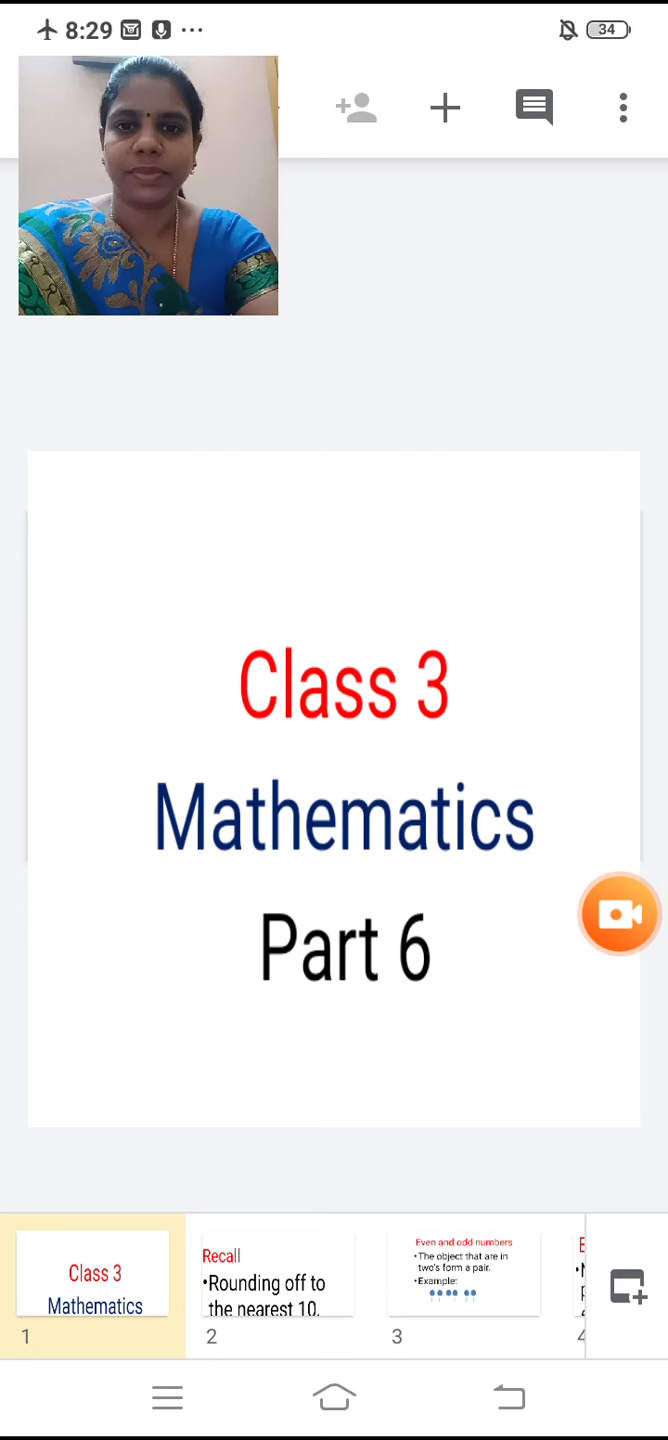 8:29
34
Class 3
Mathematics
Part 6
Class 3
Mathematics
1
Recall
•Rounding off to
the nearest 10.
2
Even and odd numbers
•The object that are in
two's form a pair.
•Example:
3
4